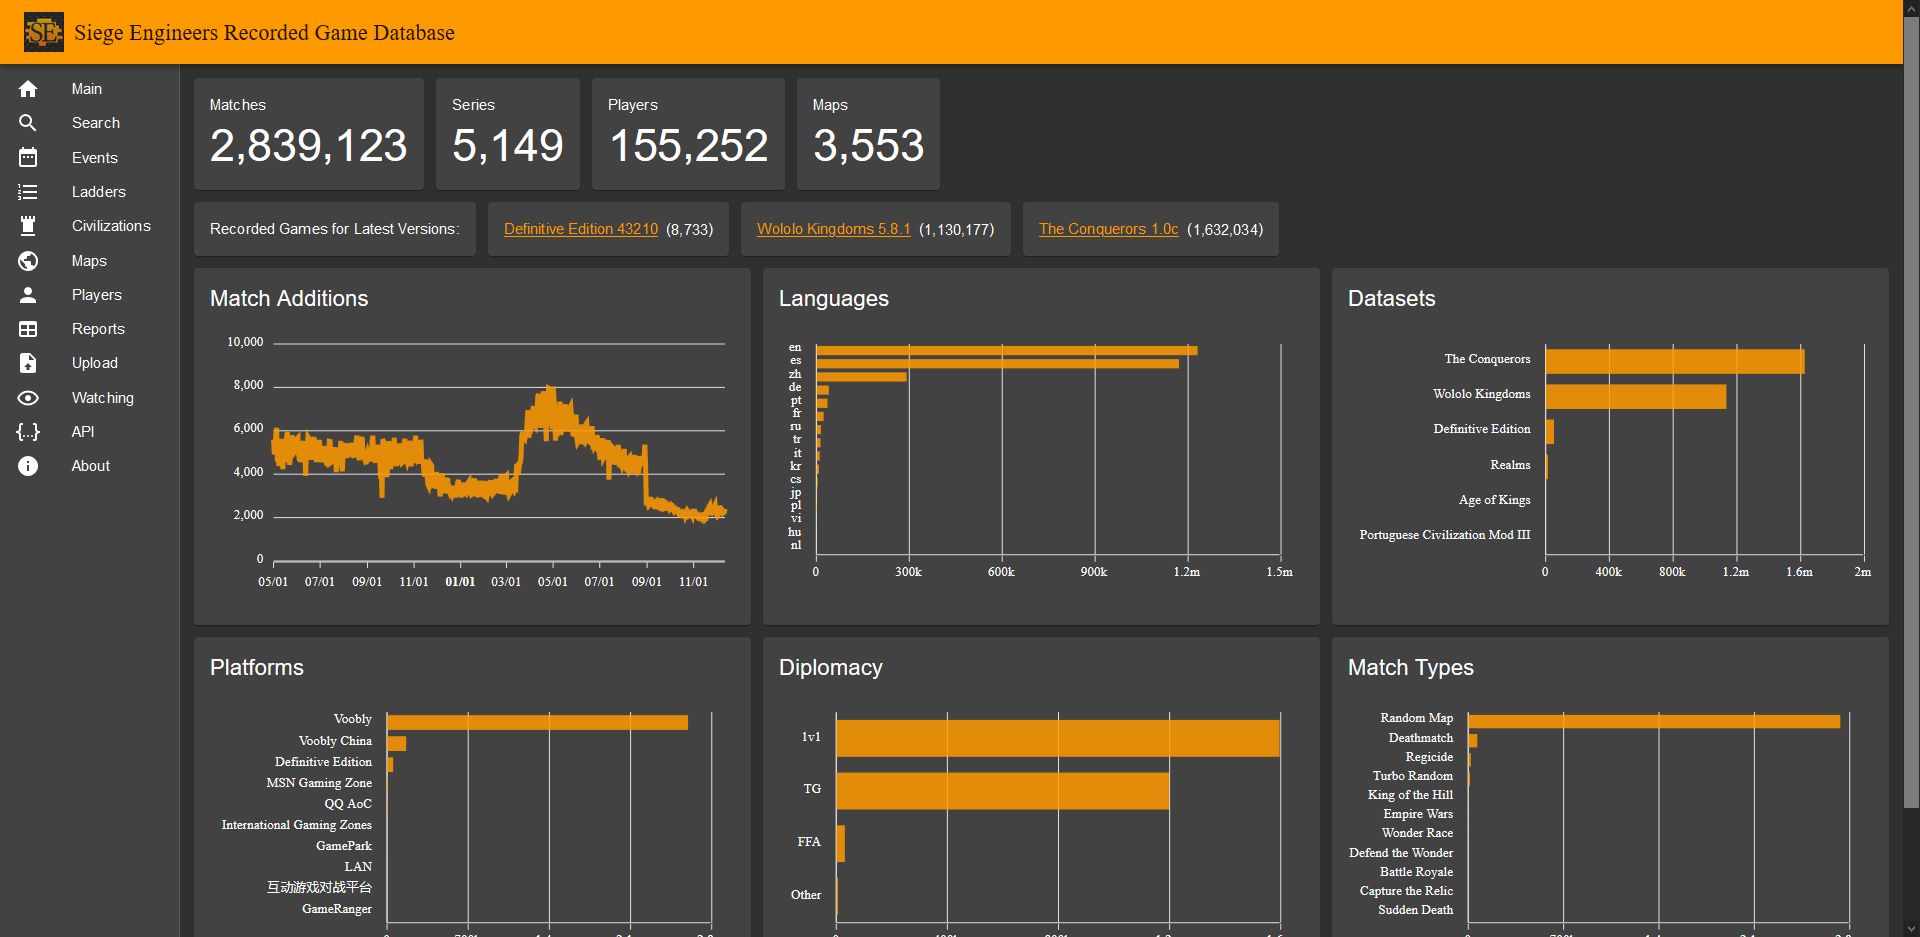 SE Siege Engineers Recorded Game Database
Main
Search
Events
Ladders
Civilizations
Maps
Players
Reports
Upload
Watching
API
About
Matches
2,839,123
Series
5,149
Players
155,252
Maps
3,553
Recorded Games for Latest Versions:
Definitive Edition 43210 (8,733)
Wololo Kingdoms 5.8.1 (1,130,177)
The Conquerors 1.0c (1,632,034)
Match Additions
10,000
8,000
6,000
4,000
2,000
0
05/01 07/01 09/01 11/01 01/01 03/01 05/01 07/01 09/01 11/01
Languages
en
es
zh
de
pt
fr
ru
tr
it
kr
cs
jp
pl
vi
hu
nl
0 300k 600k 900k 1.2m 1.5m
Datasets
The Conquerors
Wololo Kingdoms
Definitive Edition
Realms
Age of Kings
Portuguese Civilization Mod III
0 400k 800k 1.2m 1.6m 2m
Platforms
Voobly
Voobly China
Definitive Edition
MSN Gaming Zone
QQ AoC
International Gaming Zones
GamePark
LAN
互动游戏对战平台
GameRanger
Diplomacy
1v1
TG
FFA
Other
Match Types
Random Map
Deathmatch
Regicide
Turbo Random
King of the Hill
Empire Wars
Wonder Race
Defend the Wonder
Battle Royale
Capture the Relic
Sudden Death